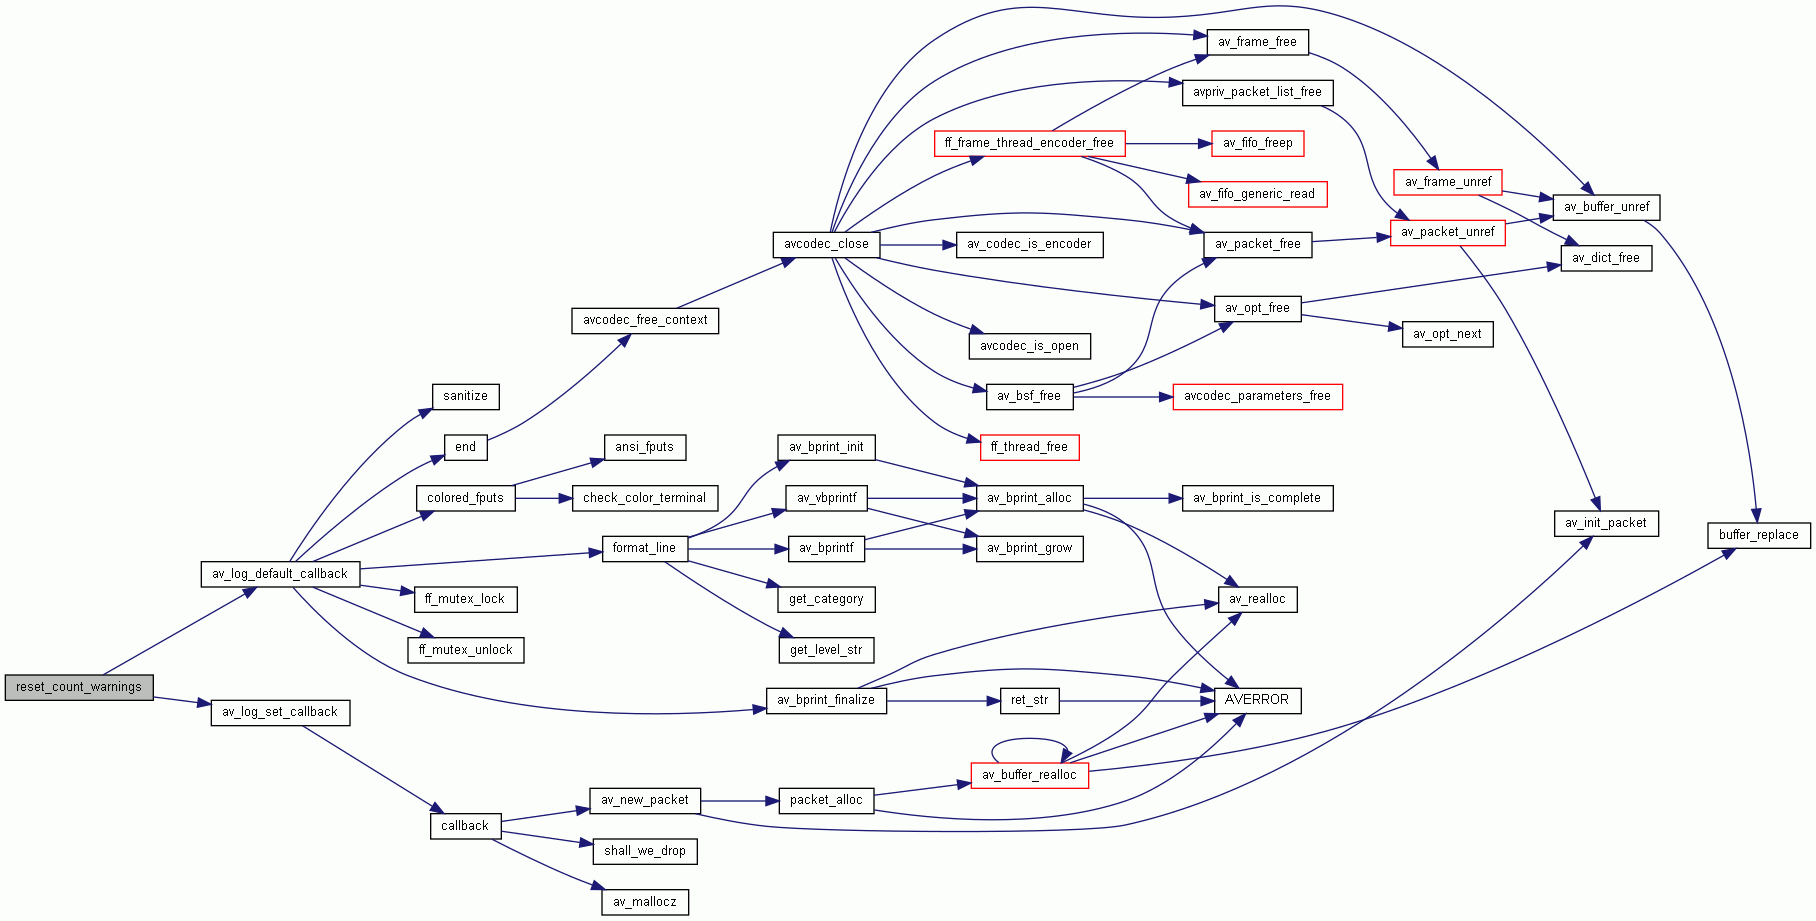 av_frame_free
avpriv_packet_list_free
ff_frame_thread_encoder_free
av_fifo_freep
av_frame_unref
av_fifo_generic_read
av_buffer_unref
av_packet_unref
avcodec_close
av_codec_is_encoder
av_packet_free
av_dict_free
av_opt_free
avcodec_free_context
av_opt_next
avcodec_is_open
sanitize
av_bsf_free
avcodec_parameters_free
end
ansi_fputs
av_bprint_init
ff_thread_free
colored_fputs
check_color_terminal
av_vbprintf
av_bprint_alloc
av_bprint_is_complete
av_init_packet
buffer_replace
format_line
av_bprintf
av_bprint_grow
av_log_default_callback
ff_mutex_lock
get_category
av_realloc
ff_mutex_unlock
get_level_str
reset_count_warnings
av_bprint_finalize
ret_str
AVERROR
av_log_set_callback
av_buffer_realloc
av_new_packet
packet_alloc
callback
shall_we_drop
av_mallocz